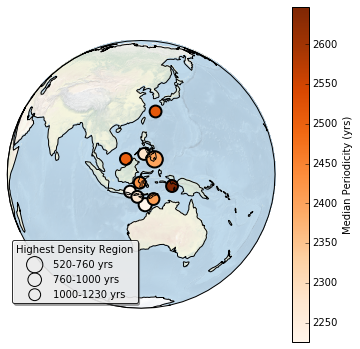 2600
2550
2500
2450
2400
2350
2300
2250
Median Periodicity (yrs)
Highest Density Region
520-760 yrs
760-1000 yrs
1000-1230 yrs